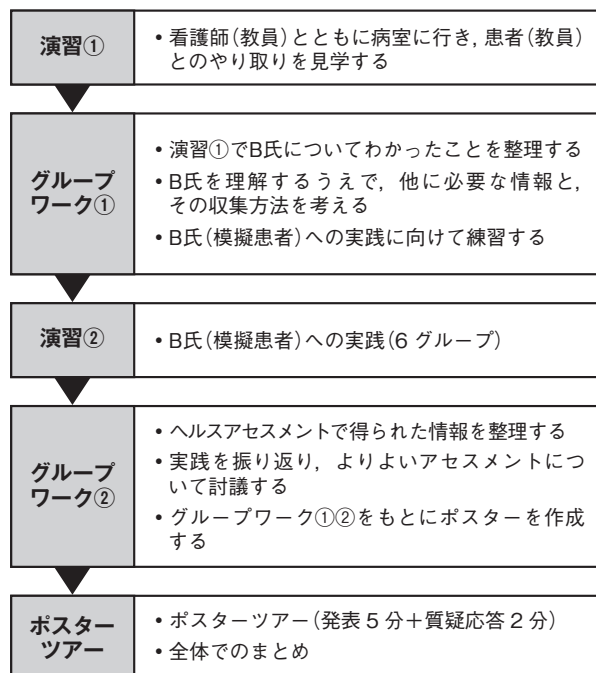 演習①
• 看護師（教員）とともに病室に行き，患者（教員）
とのやり取りを見学する
グループ
ワーク①
• 演習①でB氏についてわかったことを整理する
• B氏を理解するうえで，他に必要な情報と，
その収集方法を考える
• B氏（模擬患者）への実践に向けて練習する
演習②
• B氏（模擬患者）への実践（6 グループ）
グループ
ワーク②
• ヘルスアセスメントで得られた情報を整理する
• 実践を振り返り，よりよいアセスメントにつ
いて討議する
• グループワーク①②をもとにポスターを作成
する
ポスター
ツアー
• ポスターツアー（発表 5 分＋質疑応答 2 分）
• 全体でのまとめ